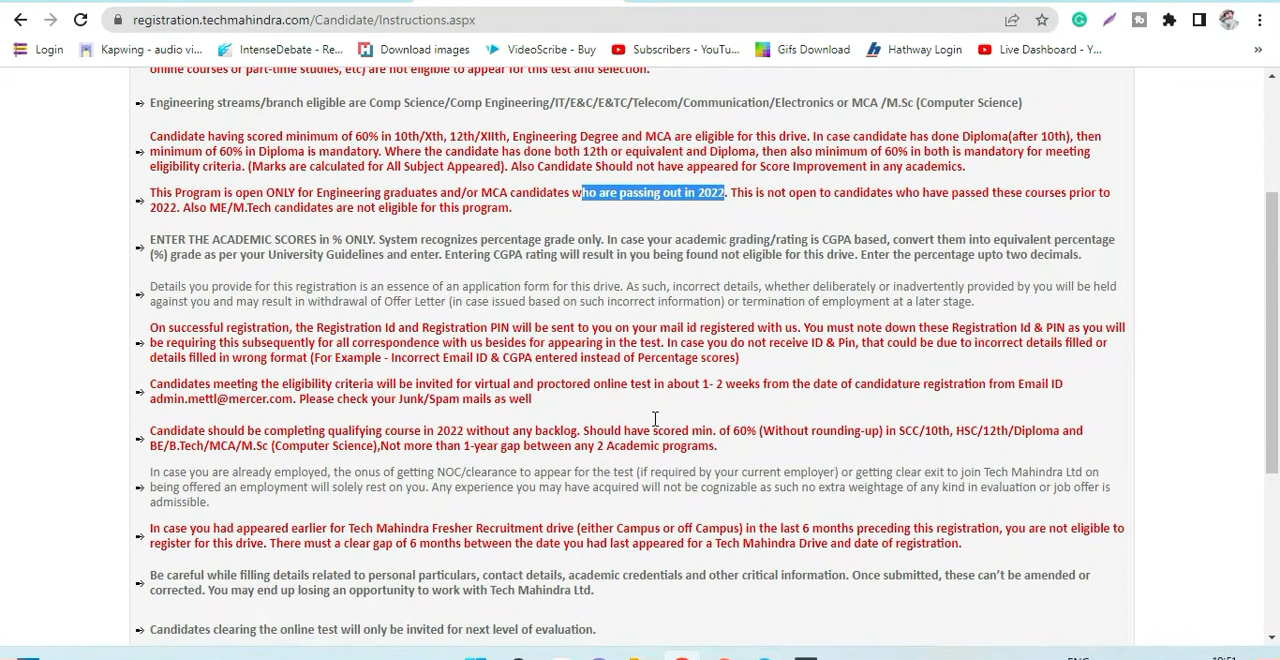 registration.techmahindra.com/Candidate/Instructions.aspx
Login Kapwing - audio vi... IntenseDebate - Re... Download images VideoScribe - Buy Subscribers - YouTu... Gifs Download Hathway Login Live Dashboard - Y... »
online courses or part-time studies, etc) are not eligible to appear for this test and selection.
Engineering streams/branch eligible are Comp Science/Comp Engineering/IT/E&C/E&TC/Telecom/Communication/Electronics or MCA /M.Sc (Computer Science)
Candidate having scored minimum of 60% in 10th/Xth, 12th/XIIth, Engineering Degree and MCA are eligible for this drive. In case candidate has done Diploma(after 10th), then
minimum of 60% in Diploma is mandatory. Where the candidate has done both 12th or equivalent and Diploma, then also minimum of 60% in both is mandatory for meeting
eligibility criteria. (Marks are calculated for All Subject Appeared). Also Candidate Should not have appeared for Score Improvement in any academics.
This Program is open ONLY for Engineering graduates and/or MCA candidates who are passing out in 2022. This is not open to candidates who have passed these courses prior to
2022. Also ME/M.Tech candidates are not eligible for this program.
ENTER THE ACADEMIC SCORES in % ONLY. System recognizes percentage grade only. In case your academic grading/rating is CGPA based, convert them into equivalent percentage
(%) grade as per your University Guidelines and enter. Entering CGPA rating will result in you being found not eligible for this drive. Enter the percentage upto two decimals.
Details you provide for this registration is an essence of an application form for this drive. As such, incorrect details, whether deliberately or inadvertently provided by you will be held
against you and may result in withdrawal of Offer Letter (in case issued based on such incorrect information) or termination of employment at a later stage.
On successful registration, the Registration Id and Registration PIN will be sent to you on your mail id registered with us. You must note down these Registration Id & PIN as you will
be requiring this subsequently for all correspondence with us besides for appearing in the test. In case you do not receive ID & Pin, that could be due to incorrect details filled or
details filled in wrong format (For Example - Incorrect Email ID & CGPA entered instead of Percentage scores)
Candidates meeting the eligibility criteria will be invited for virtual and proctored online test in about 1- 2 weeks from the date of candidature registration from Email ID
admin.mettl@mercer.com. Please check your Junk/Spam mails as well
Candidate should be completing qualifying course in 2022 without any backlog. Should have scored min. of 60% (Without rounding-up) in SCC/10th, HSC/12th/Diploma and
BE/B.Tech/MCA/M.Sc (Computer Science),Not more than 1-year gap between any 2 Academic programs.
In case you are already employed, the onus of getting NOC/clearance to appear for the test (if required by your current employer) or getting clear exit to join Tech Mahindra Ltd on
being offered an employment will solely rest on you. Any experience you may have acquired will not be cognizable as such no extra weightage of any kind in evaluation or job offer is
admissible.
In case you had appeared earlier for Tech Mahindra Fresher Recruitment drive (either Campus or off Campus) in the last 6 months preceding this registration, you are not eligible to
register for this drive. There must a clear gap of 6 months between the date you had last appeared for a Tech Mahindra Drive and date of registration.
Be careful while filling details related to personal particulars, contact details, academic credentials and other critical information. Once submitted, these can't be amended or
corrected. You may end up losing an opportunity to work with Tech Mahindra Ltd.
Candidates clearing the online test will only be invited for next level of evaluation.